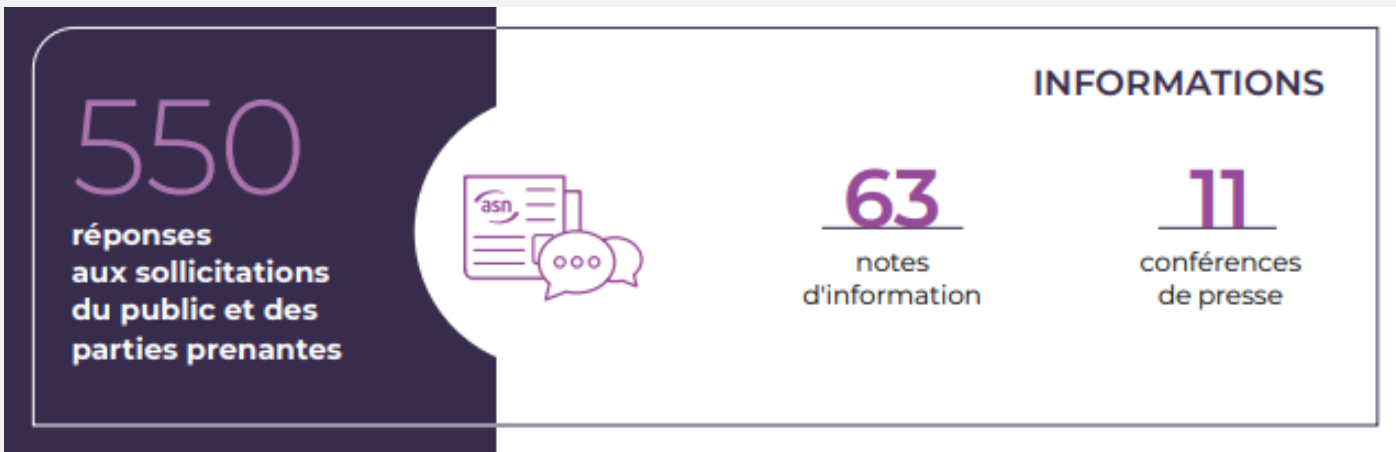 550
réponses
aux sollicitations
du public et des
parties prenantes
asn
INFORMATIONS
63
notes
d'information
11
conférences
de presse